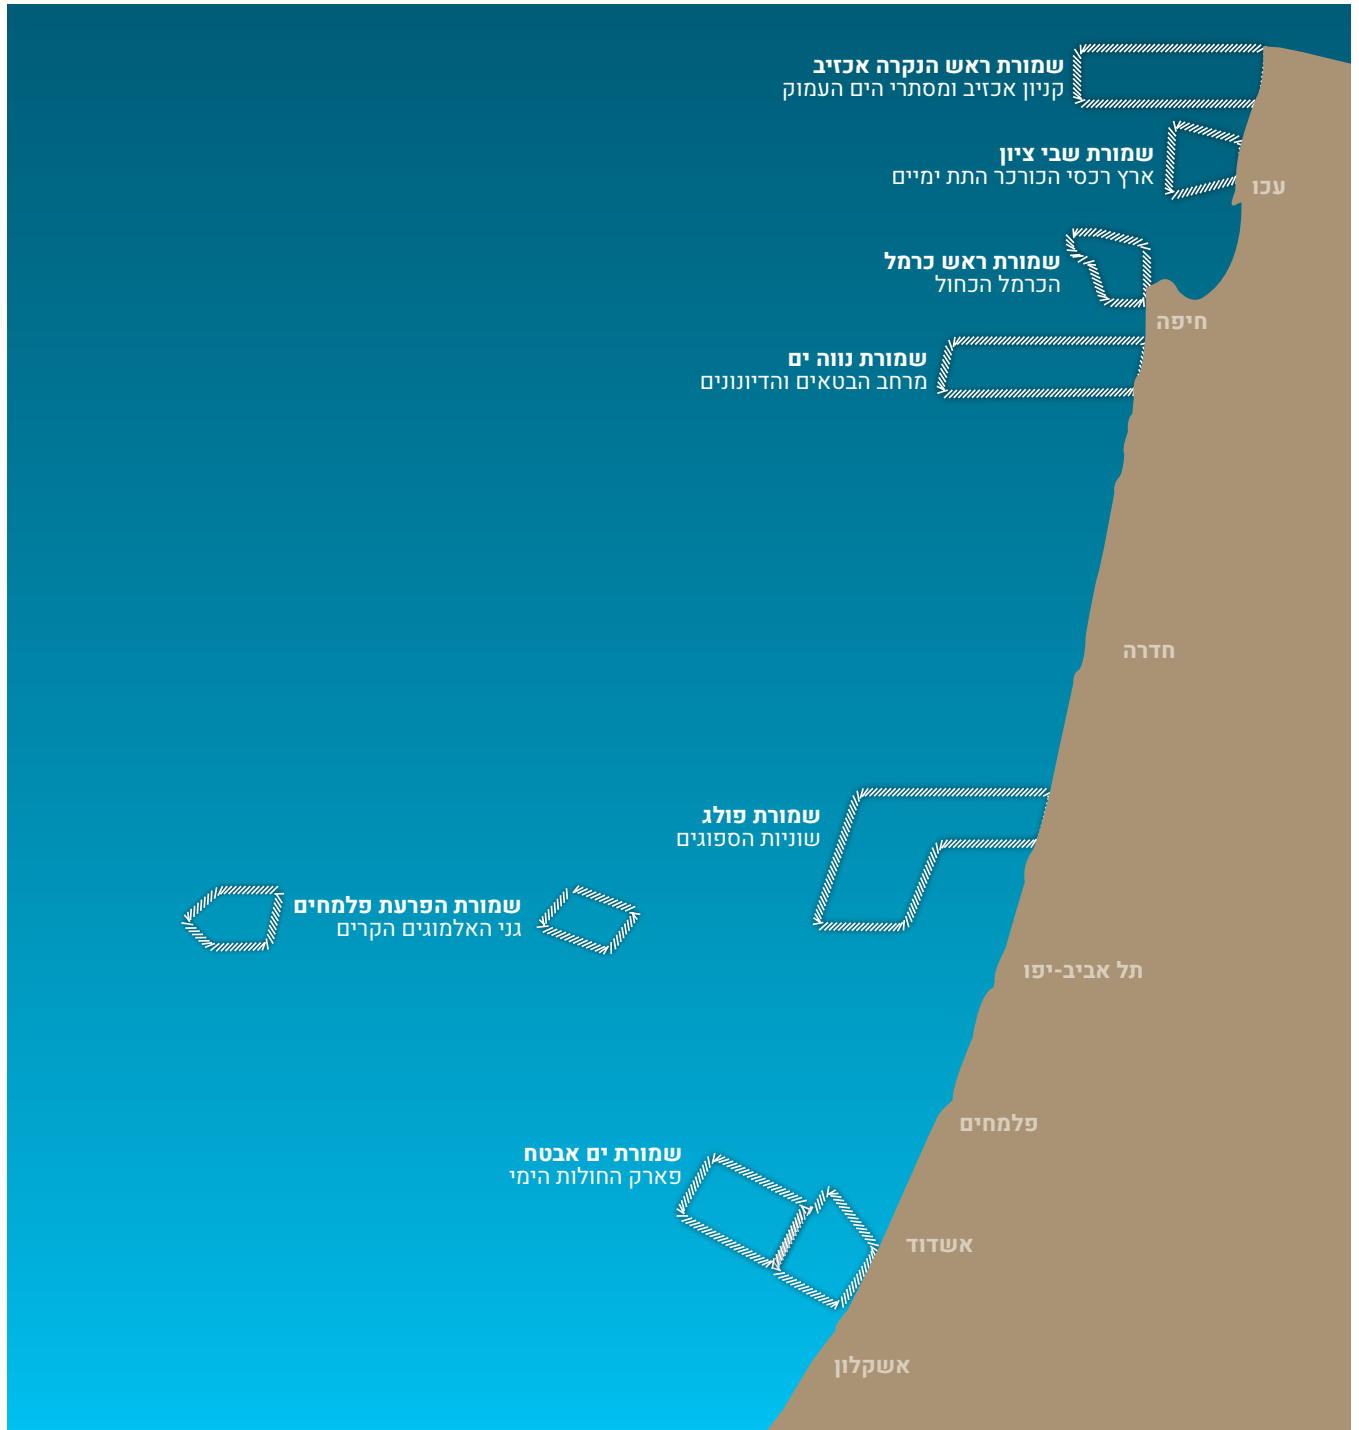 שמורת ראש הנקרה אכזיב
קניון אכזיב ומסתרי הים העמוק
שמורת שבי ציון
ארץ רכסי הכורכר התת ימיים
עכו
שמורת ראש כרמל
הכרמל הכחול
חיפה
שמורת נווה ים
מרחב הבטאים והדיונונים
חדרה
שמורת פולג
שוניות הספוגים
שמורת הפרעת פלמחים
גני האלמוגים הקרים
תל אביב-יפו
פלמחים
שמורת ים אבטח
פארק החולות הימי
אשדוד
אשקלון